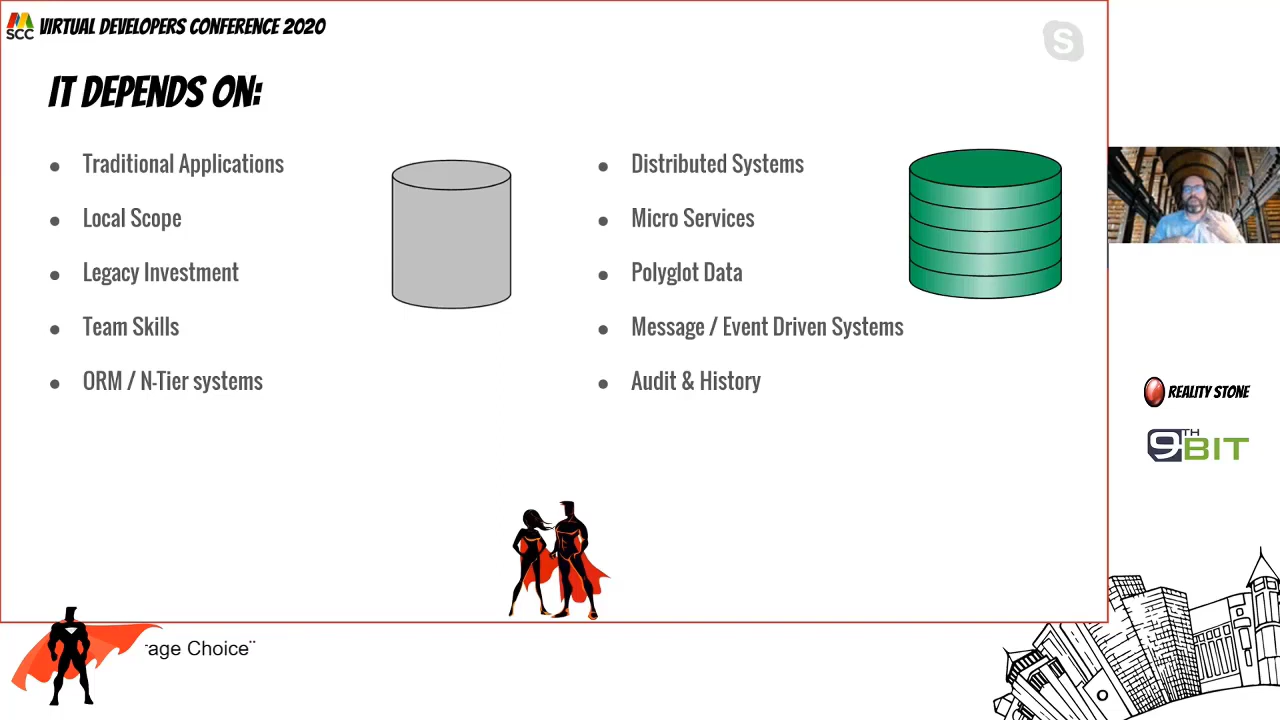 SCC VIRTUAL DEVELOPERS CONFERENCE 2020
S
IT DEPENDS ON:
● Traditional Applications
● Local Scope
● Legacy Investment
● Team Skills
● ORM / N-Tier systems
● Distributed Systems
● Micro Services
● Polyglot Data
● Message / Event Driven Systems
● Audit & History
REALITY STONE
9TH BIT
rage Choice¨